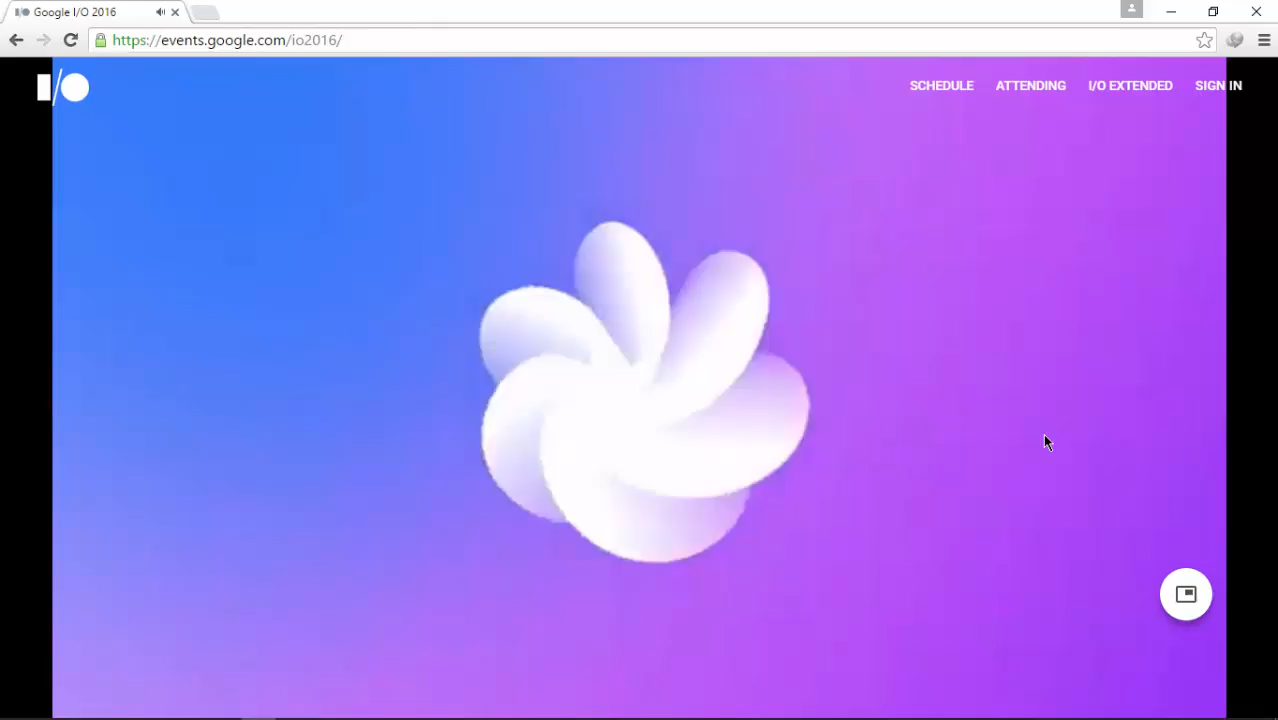 Google I/O 2016
https://events.google.com/io2016/
I/O
SCHEDULE ATTENDING I/O EXTENDED SIGN IN